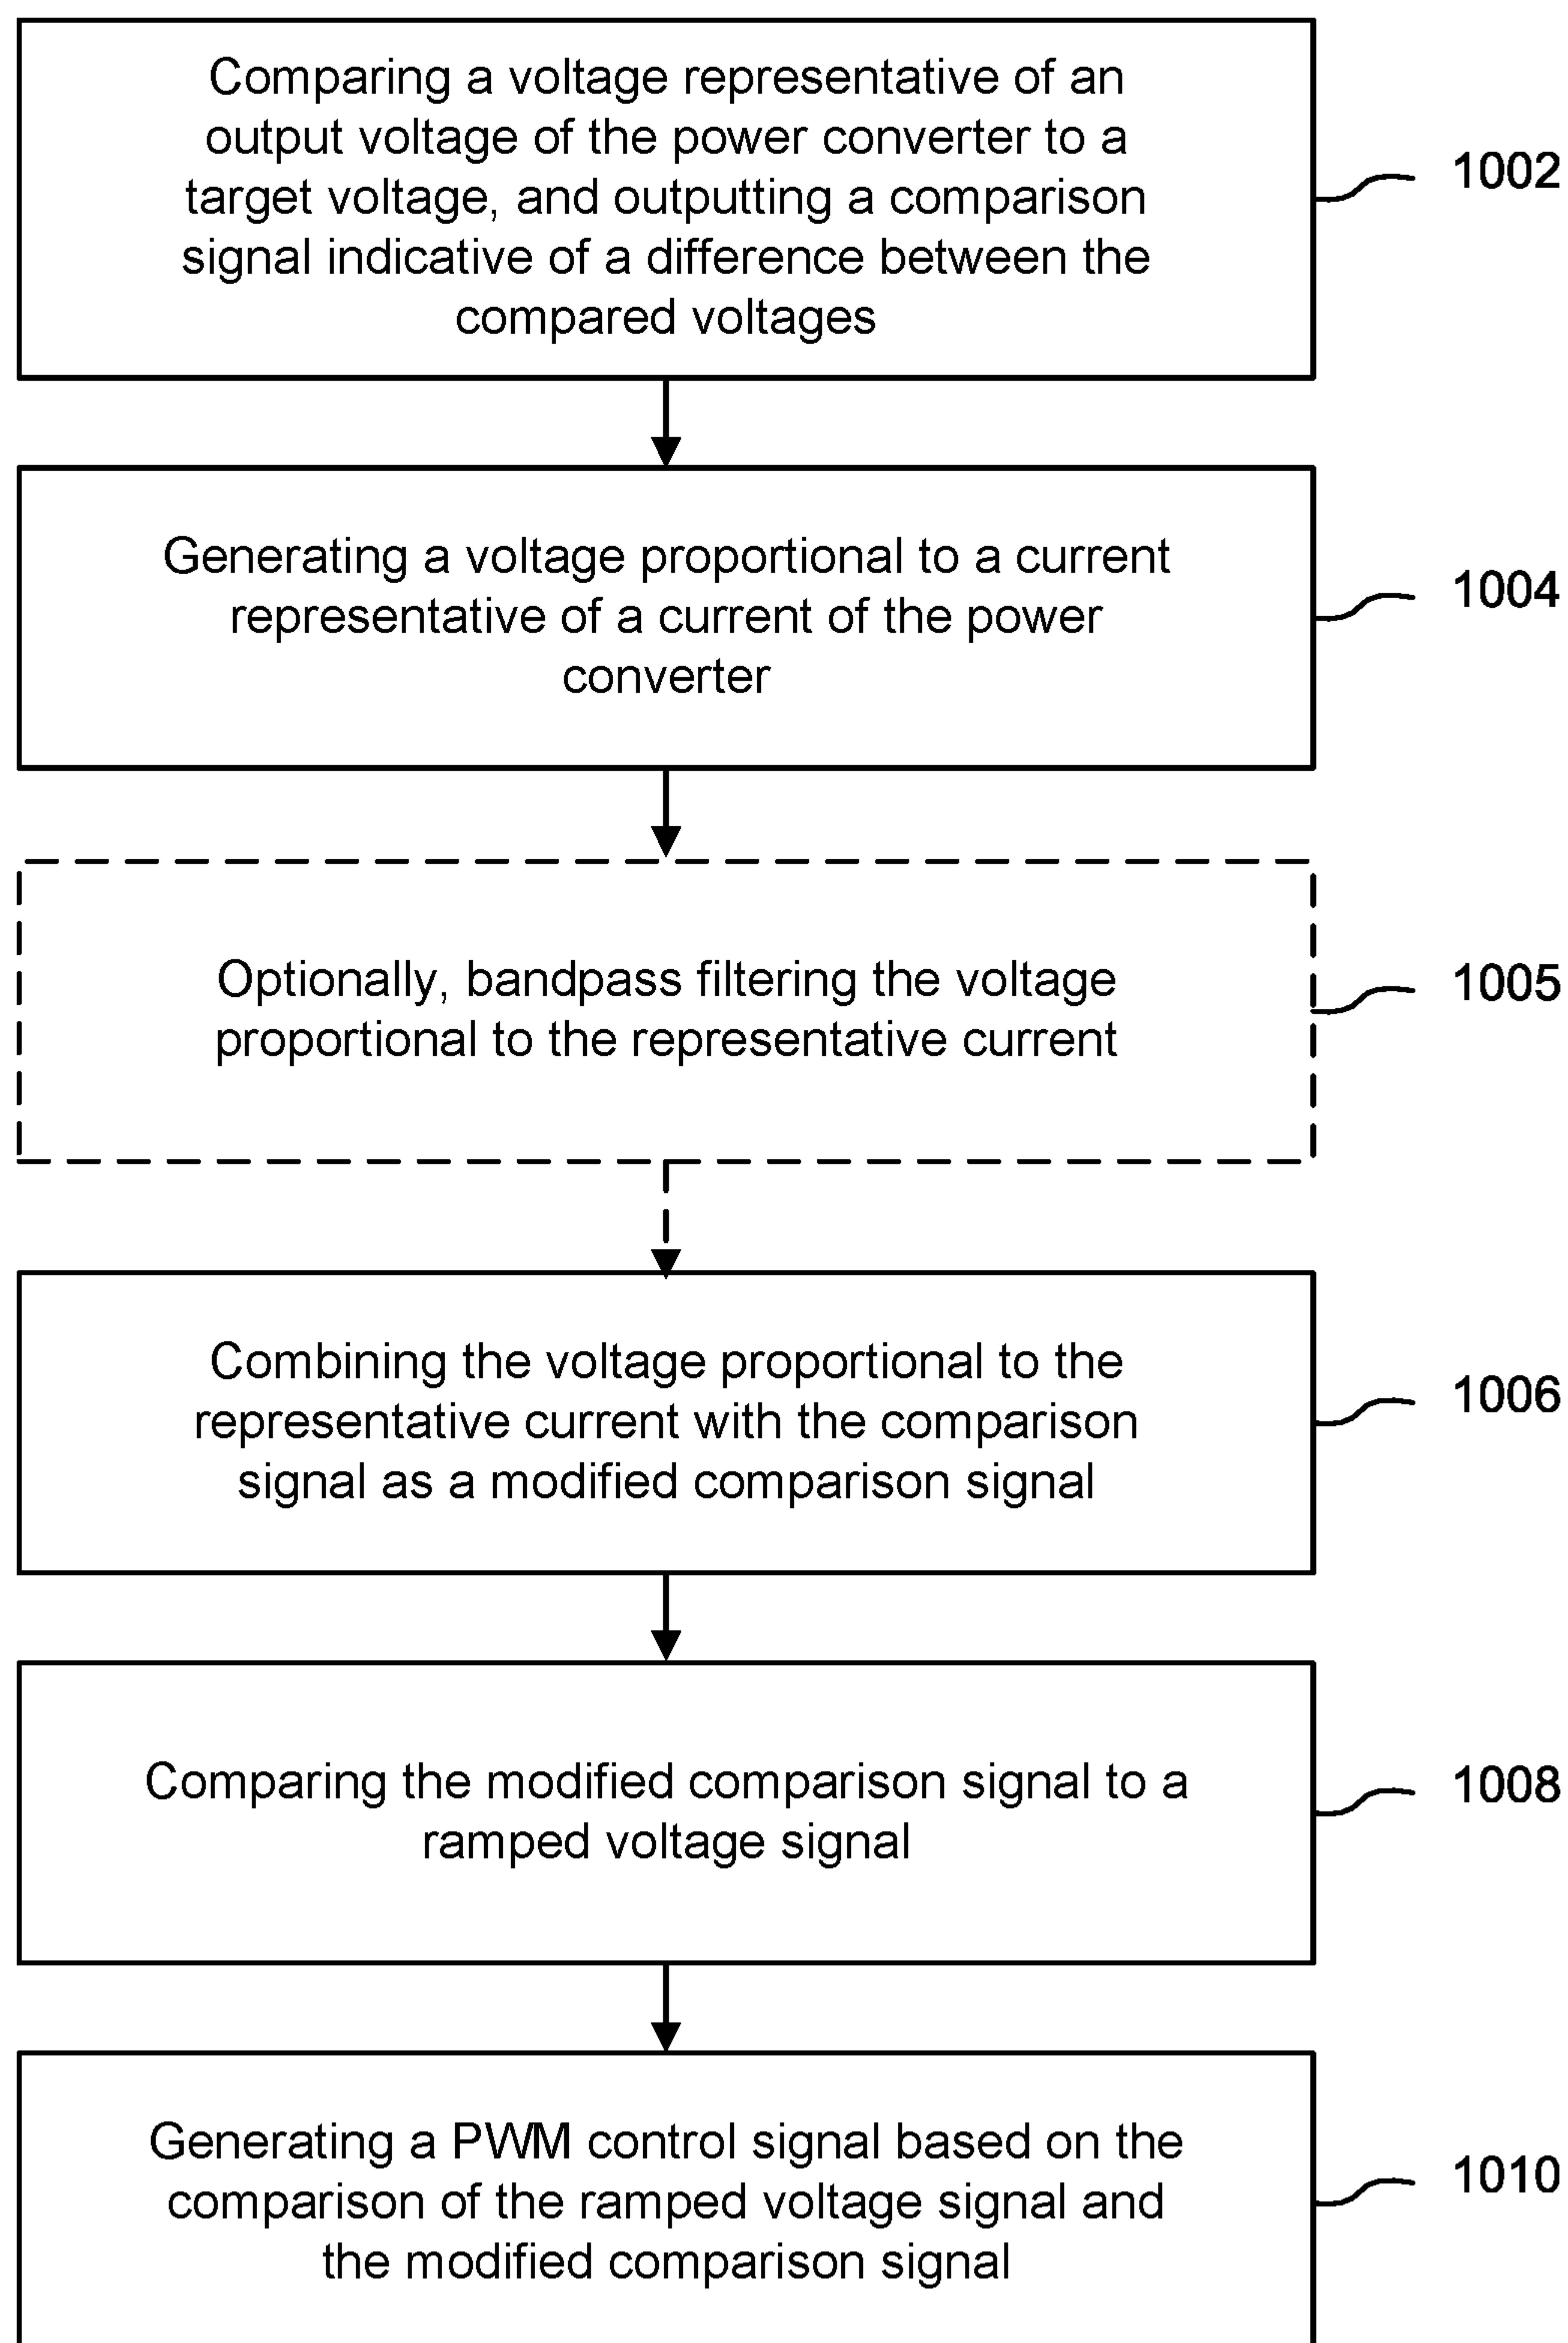 Comparing a voltage representative of an
output voltage of the power converter to a
target voltage, and outputting a comparison
signal indicative of a difference between the
compared voltages
1002
Generating a voltage proportional to a current
representative of a current of the power
converter
1004
Optionally, bandpass filtering the voltage
proportional to the representative current
1005
Combining the voltage proportional to the
representative current with the comparison
signal as a modified comparison signal
1006
Comparing the modified comparison signal to a
ramped voltage signal
1008
Generating a PWM control signal based on the
comparison of the ramped voltage signal and
the modified comparison signal
1010